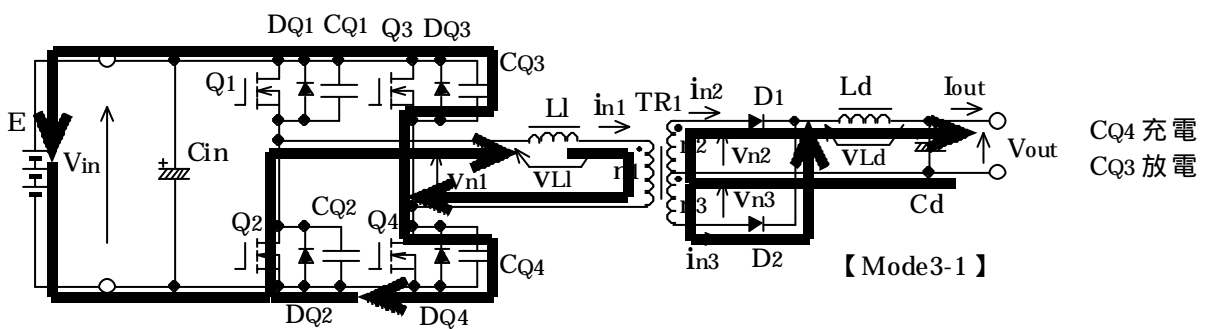 DQ1 CQ1 Q3 DQ3
CQ3
Q1
E
Vin
+
Cin
Ll
in1
TR1
in2
D1
Ld
Iout
Vn1
VLl
n1
n2
Vn2
VLd
Vout
CQ4 充電
CQ3 放電
Q2
CQ2
Q4
CQ4
n3
Vn3
Cd
in3
D2
【Mode3-1】
DQ2
DQ4